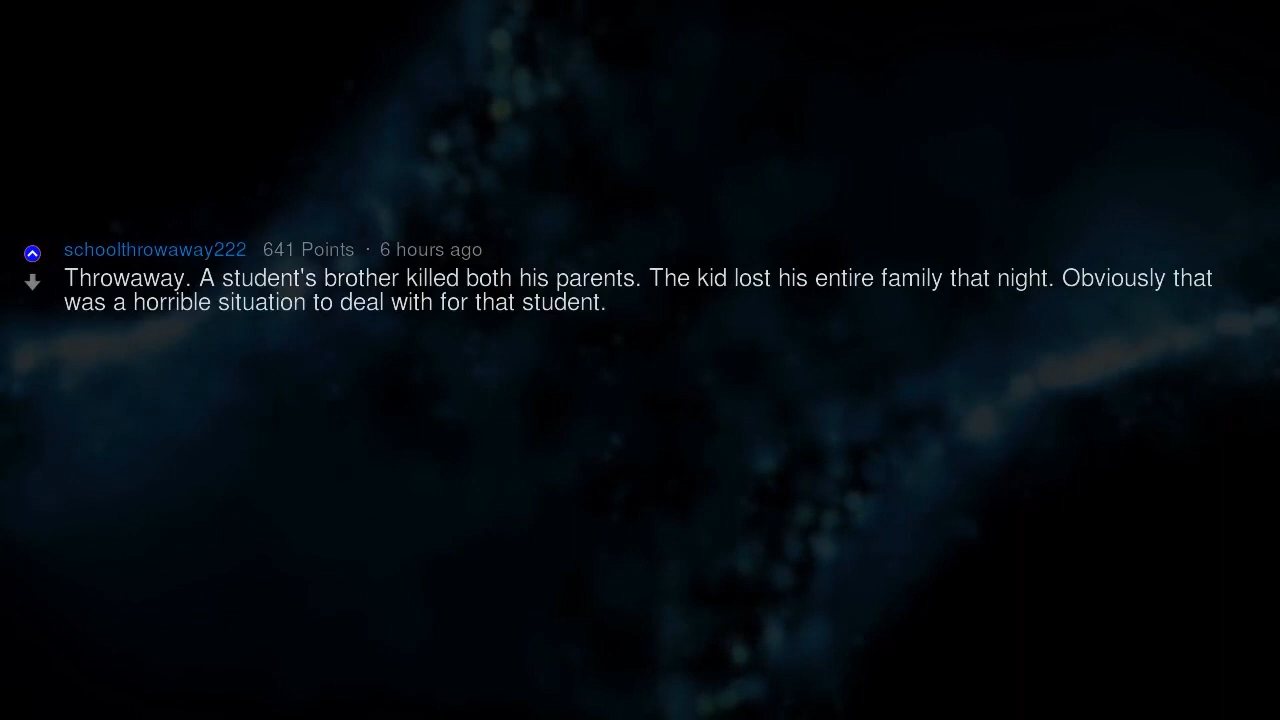 schoolthrowaway222 641 Points · 6 hours ago
Throwaway. A student's brother killed both his parents. The kid lost his entire family that night. Obviously that
was a horrible situation to deal with for that student.